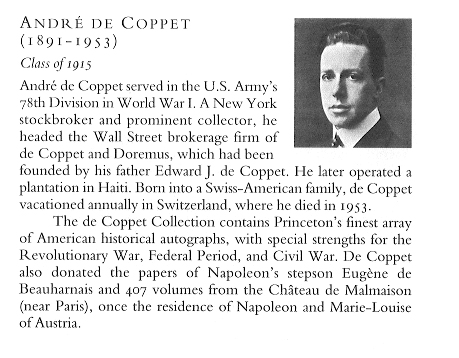 ANDRÉ DE COPPET
(1891–1953)
Class of 1915
André de Coppet served in the U.S. Army's
78th Division in World War I. A New York
stockbroker and prominent collector, he
headed the Wall Street brokerage firm of
de Coppet and Doremus, which had been
founded by his father Edward J. de Coppet. He later operated a
plantation in Haiti. Born into a Swiss-American family, de Coppet
vacationed annually in Switzerland, where he died in 1953.
The de Coppet Collection contains Princeton's finest array
of American historical autographs, with special strengths for the
Revolutionary War, Federal Period, and Civil War. De Coppet
also donated the papers of Napoleon's stepson Eugène de
Beauharnais and 407 volumes from the Château de Malmaison
(near Paris), once the residence of Napoleon and Marie-Louise
of Austria.